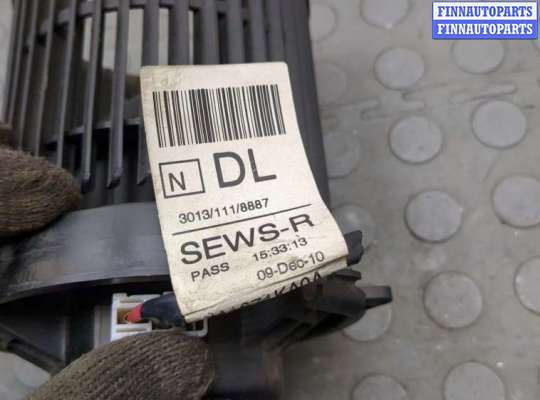 FINNAUTOPARTS
FINNAUTOPARTS
N DL
3013/111/8887
SEWS-R
PASS 15:33:13
09-Dec-10